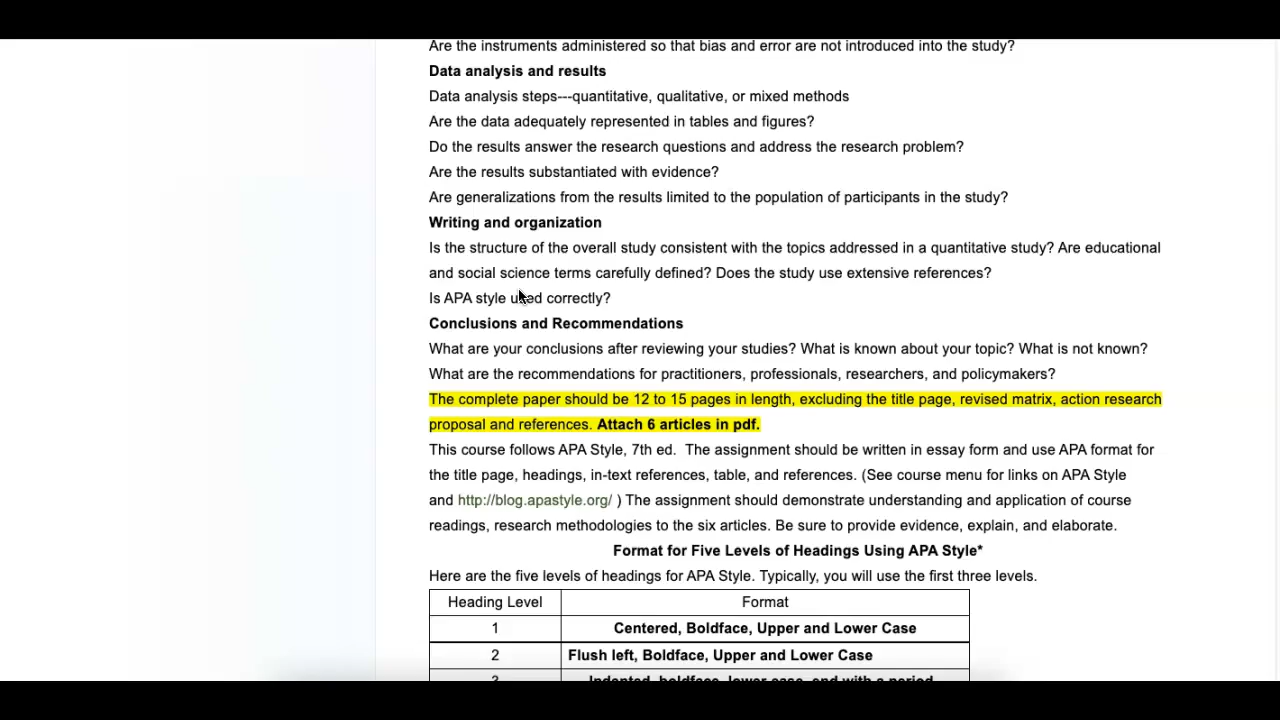 Are the instruments administered so that bias and error are not introduced into the study?
Data analysis and results
Data analysis steps---quantitative, qualitative, or mixed methods
Are the data adequately represented in tables and figures?
Do the results answer the research questions and address the research problem?
Are the results substantiated with evidence?
Are generalizations from the results limited to the population of participants in the study?
Writing and organization
Is the structure of the overall study consistent with the topics addressed in a quantitative study? Are educational
and social science terms carefully defined? Does the study use extensive references?
Is APA style used correctly?
Conclusions and Recommendations
What are your conclusions after reviewing your studies? What is known about your topic? What is not known?
What are the recommendations for practitioners, professionals, researchers, and policymakers?
The complete paper should be 12 to 15 pages in length, excluding the title page, revised matrix, action research
proposal and references. Attach 6 articles in pdf.
This course follows APA Style, 7th ed. The assignment should be written in essay form and use APA format for
the title page, headings, in-text references, table, and references. (See course menu for links on APA Style
and http://blog.apastyle.org/ ) The assignment should demonstrate understanding and application of course
readings, research methodologies to the six articles. Be sure to provide evidence, explain, and elaborate.
Format for Five Levels of Headings Using APA Style*
Here are the five levels of headings for APA Style. Typically, you will use the first three levels.
Heading Level Format
1 Centered, Boldface, Upper and Lower Case
2 Flush left, Boldface, Upper and Lower Case
3 Indented, boldface, lower case, end with a period